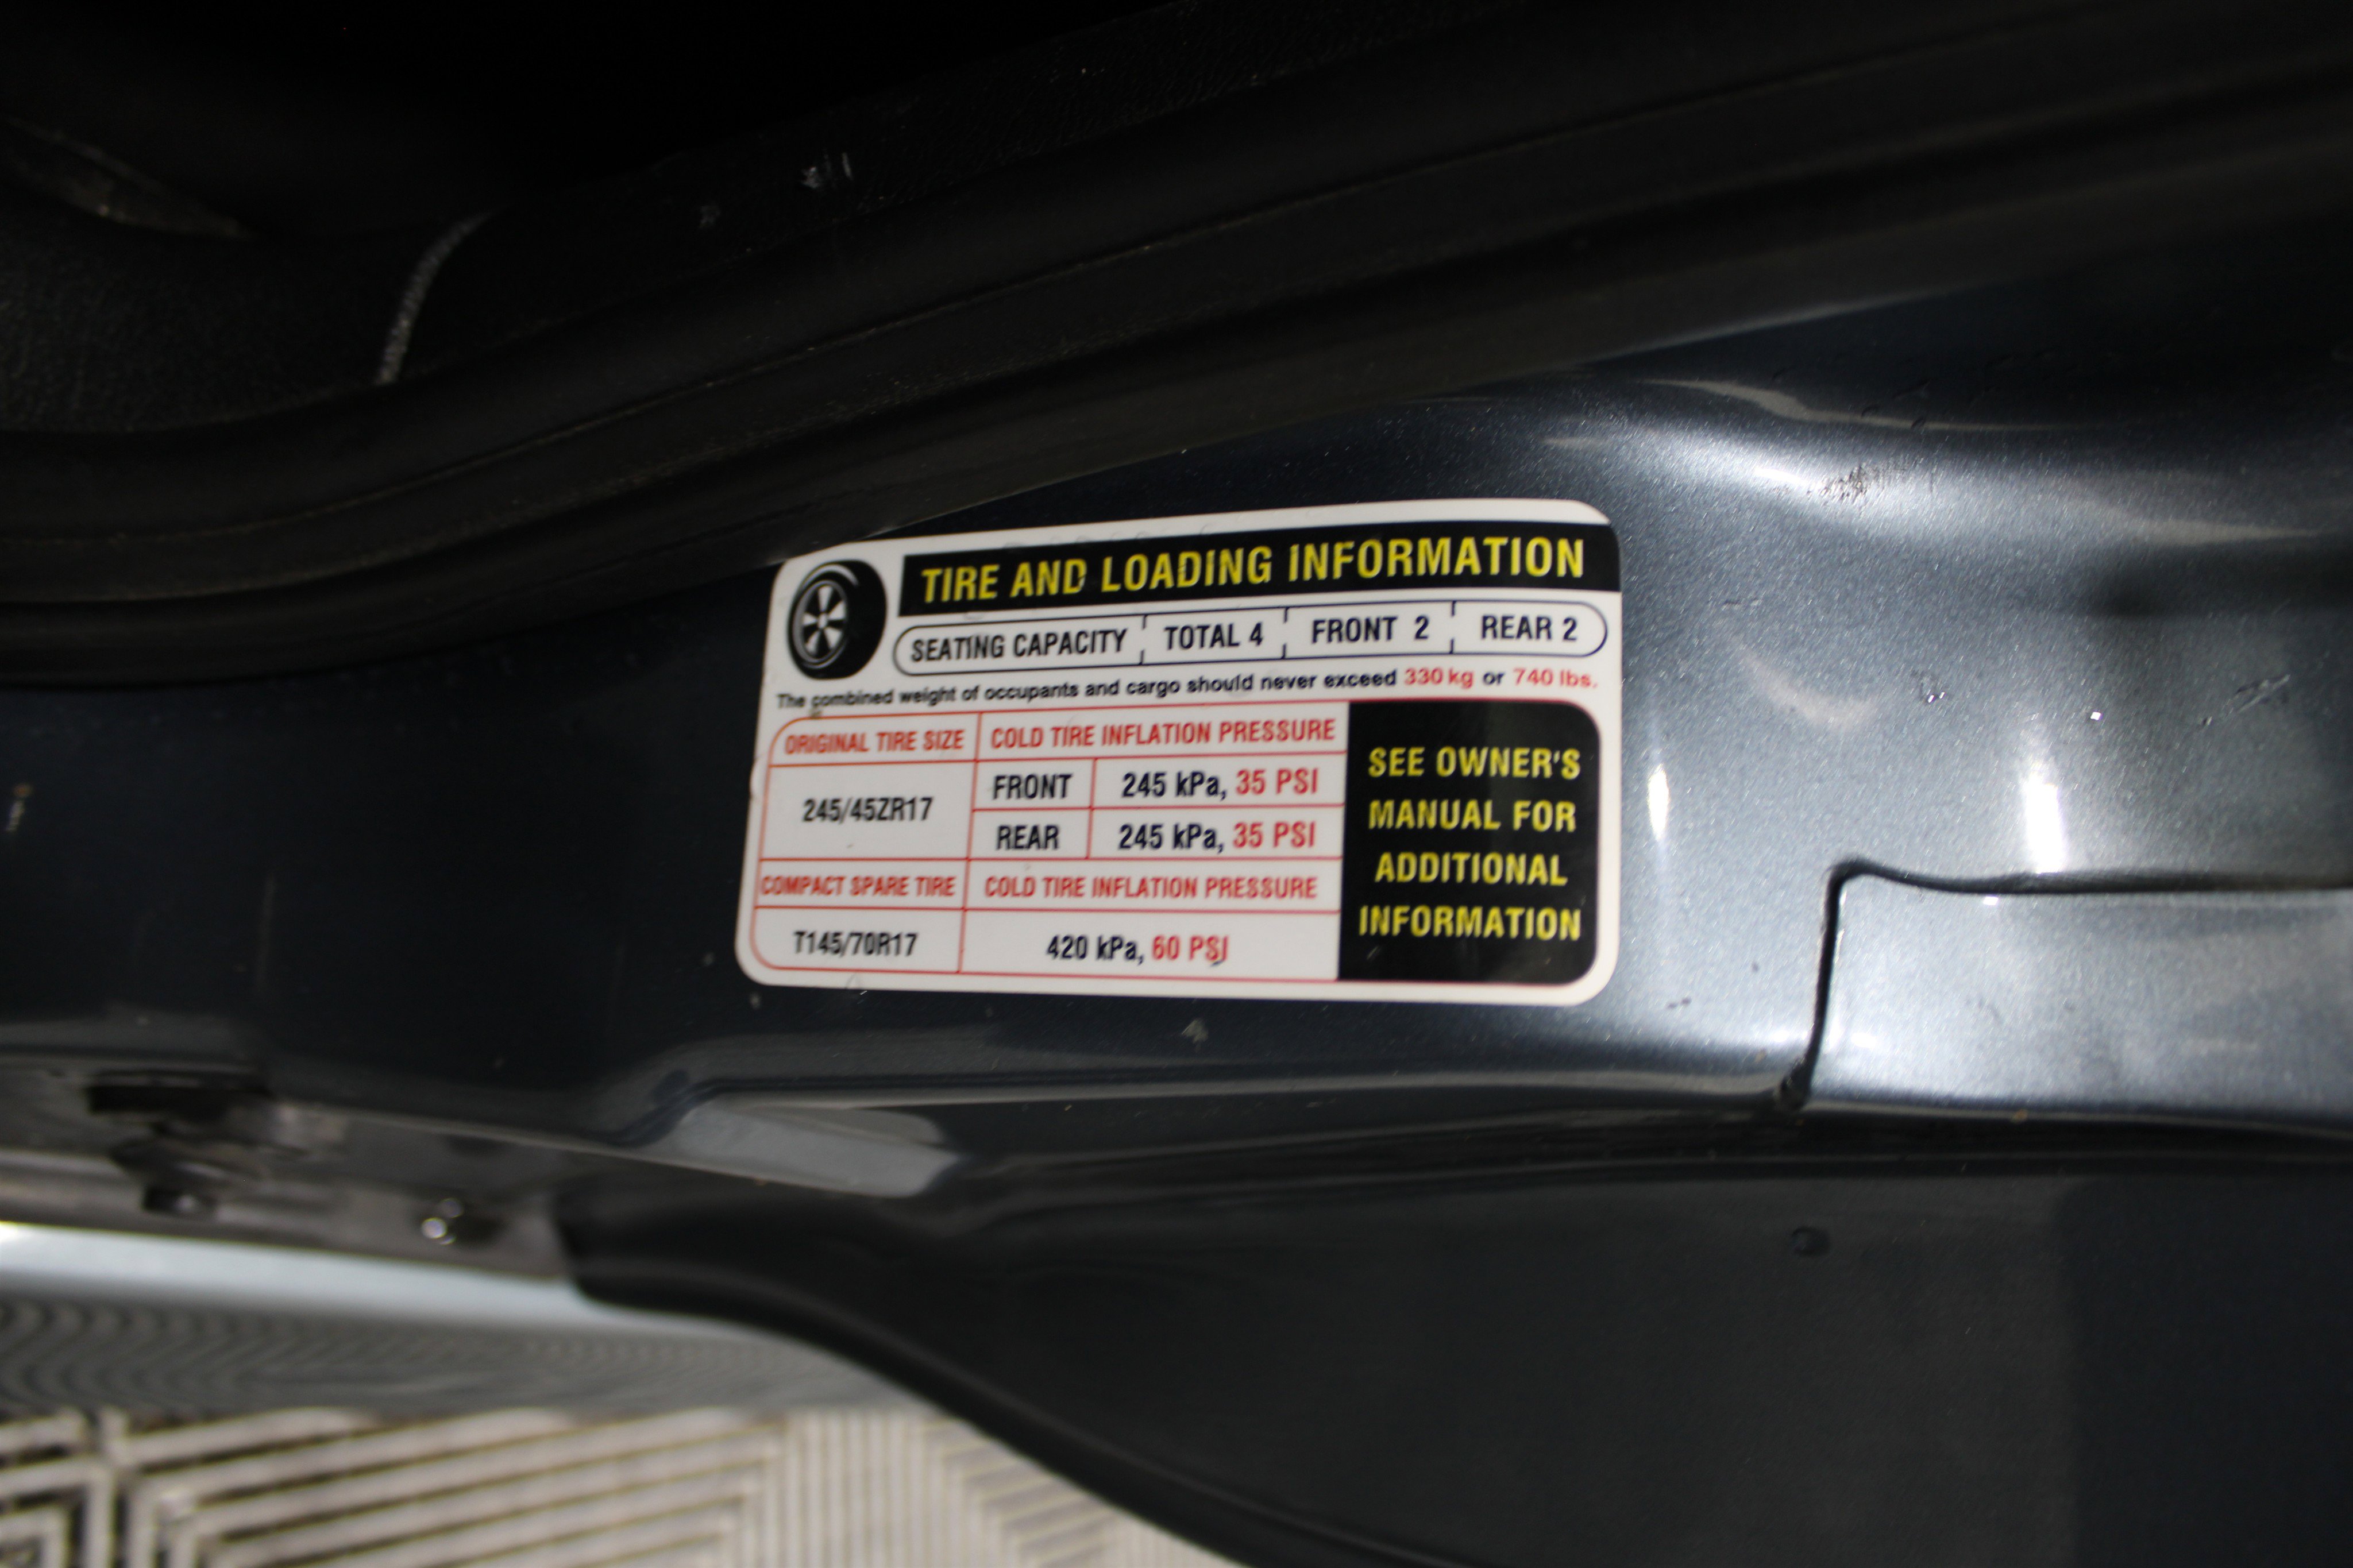 TIRE AND LOADING INFORMATION
SEATING CAPACITY TOTAL 4 FRONT 2 REAR 2
The combined weight of occupants and cargo should never exceed 330 kg or 740 lbs.
ORIGINAL TIRE SIZE COLD TIRE INFLATION PRESSURE
245/45ZR17
FRONT 245 kPa, 35 PSI
REAR 245 kPa, 35 PSI
COMPACT SPARE TIRE COLD TIRE INFLATION PRESSURE
T145/70R17 420 kPa, 60 PSI
SEE OWNER'S
MANUAL FOR
ADDITIONAL
INFORMATION